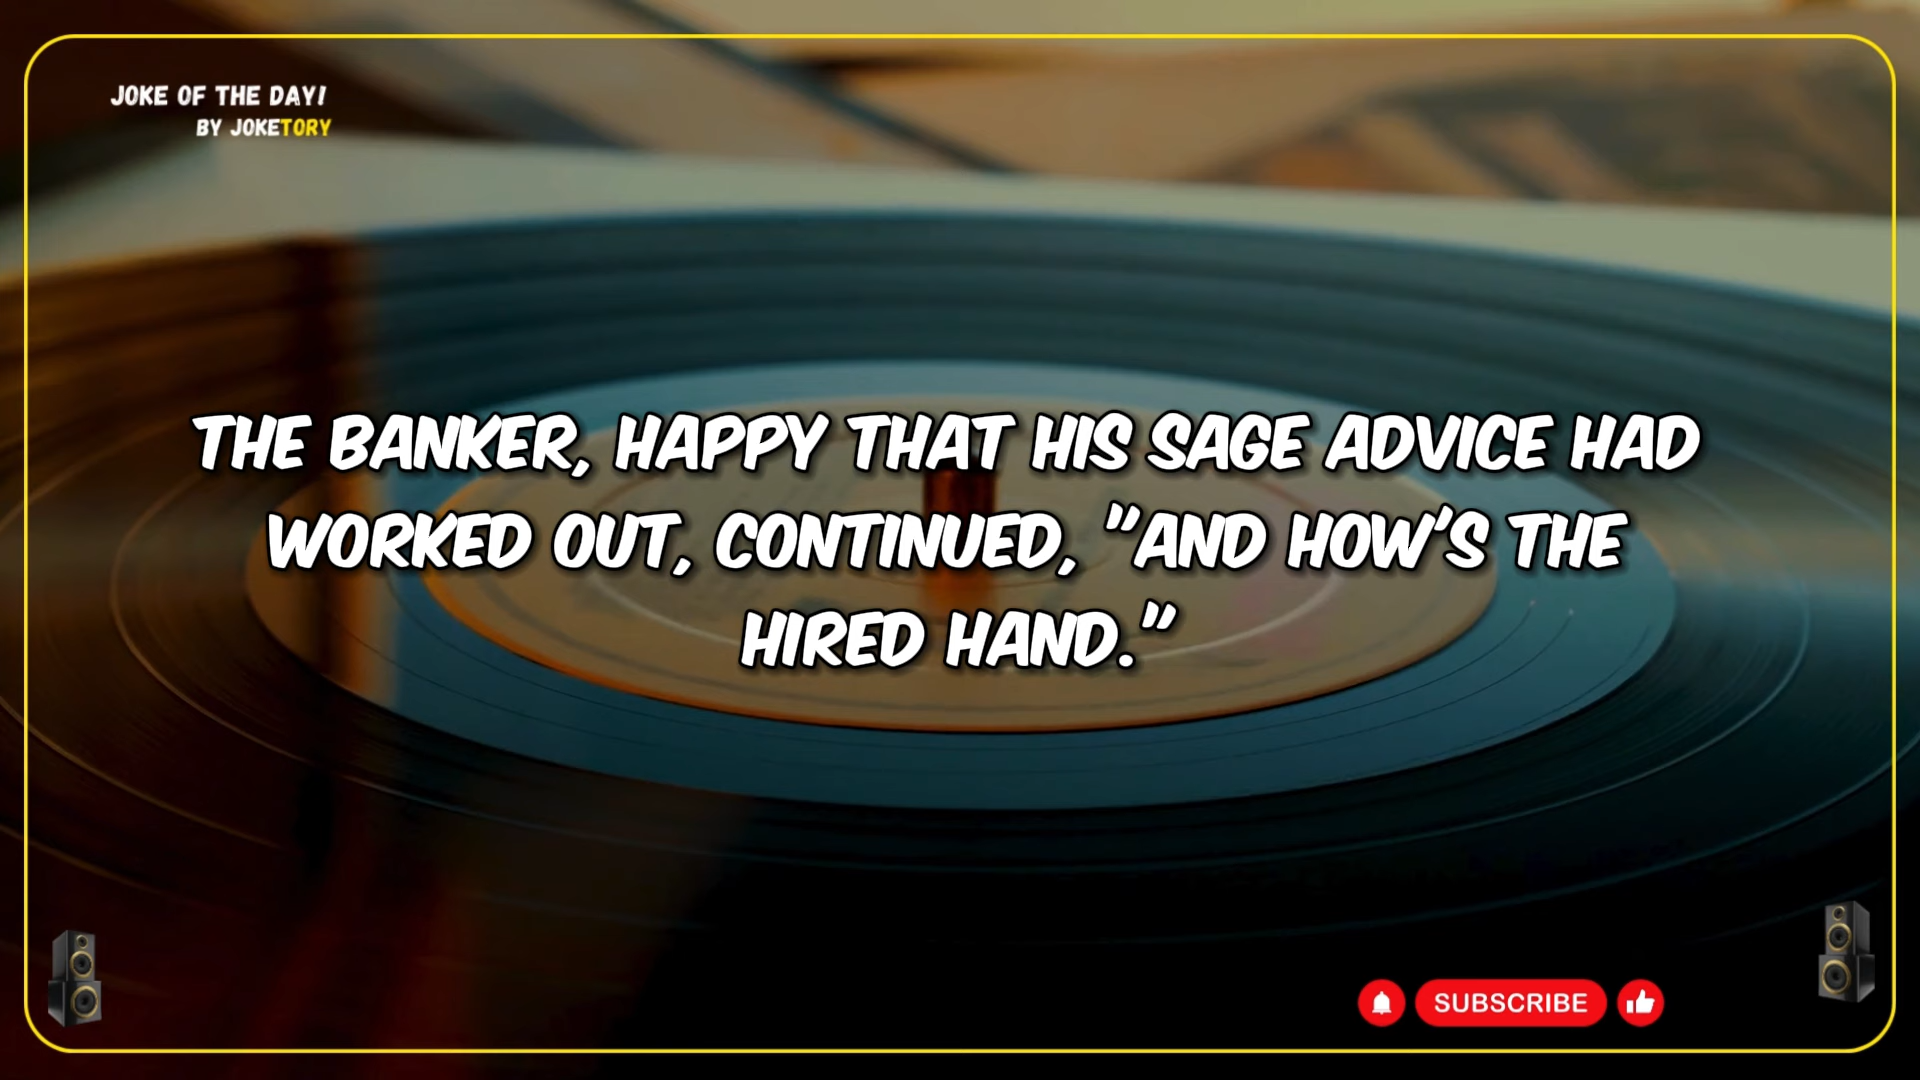 JOKE OF THE DAY!
BY JOKETORY
THE BANKER, HAPPY THAT HIS SAGE ADVICE HAD
WORKED OUT, CONTINUED, "AND HOW'S THE
HIRED HAND."
SUBSCRIBE